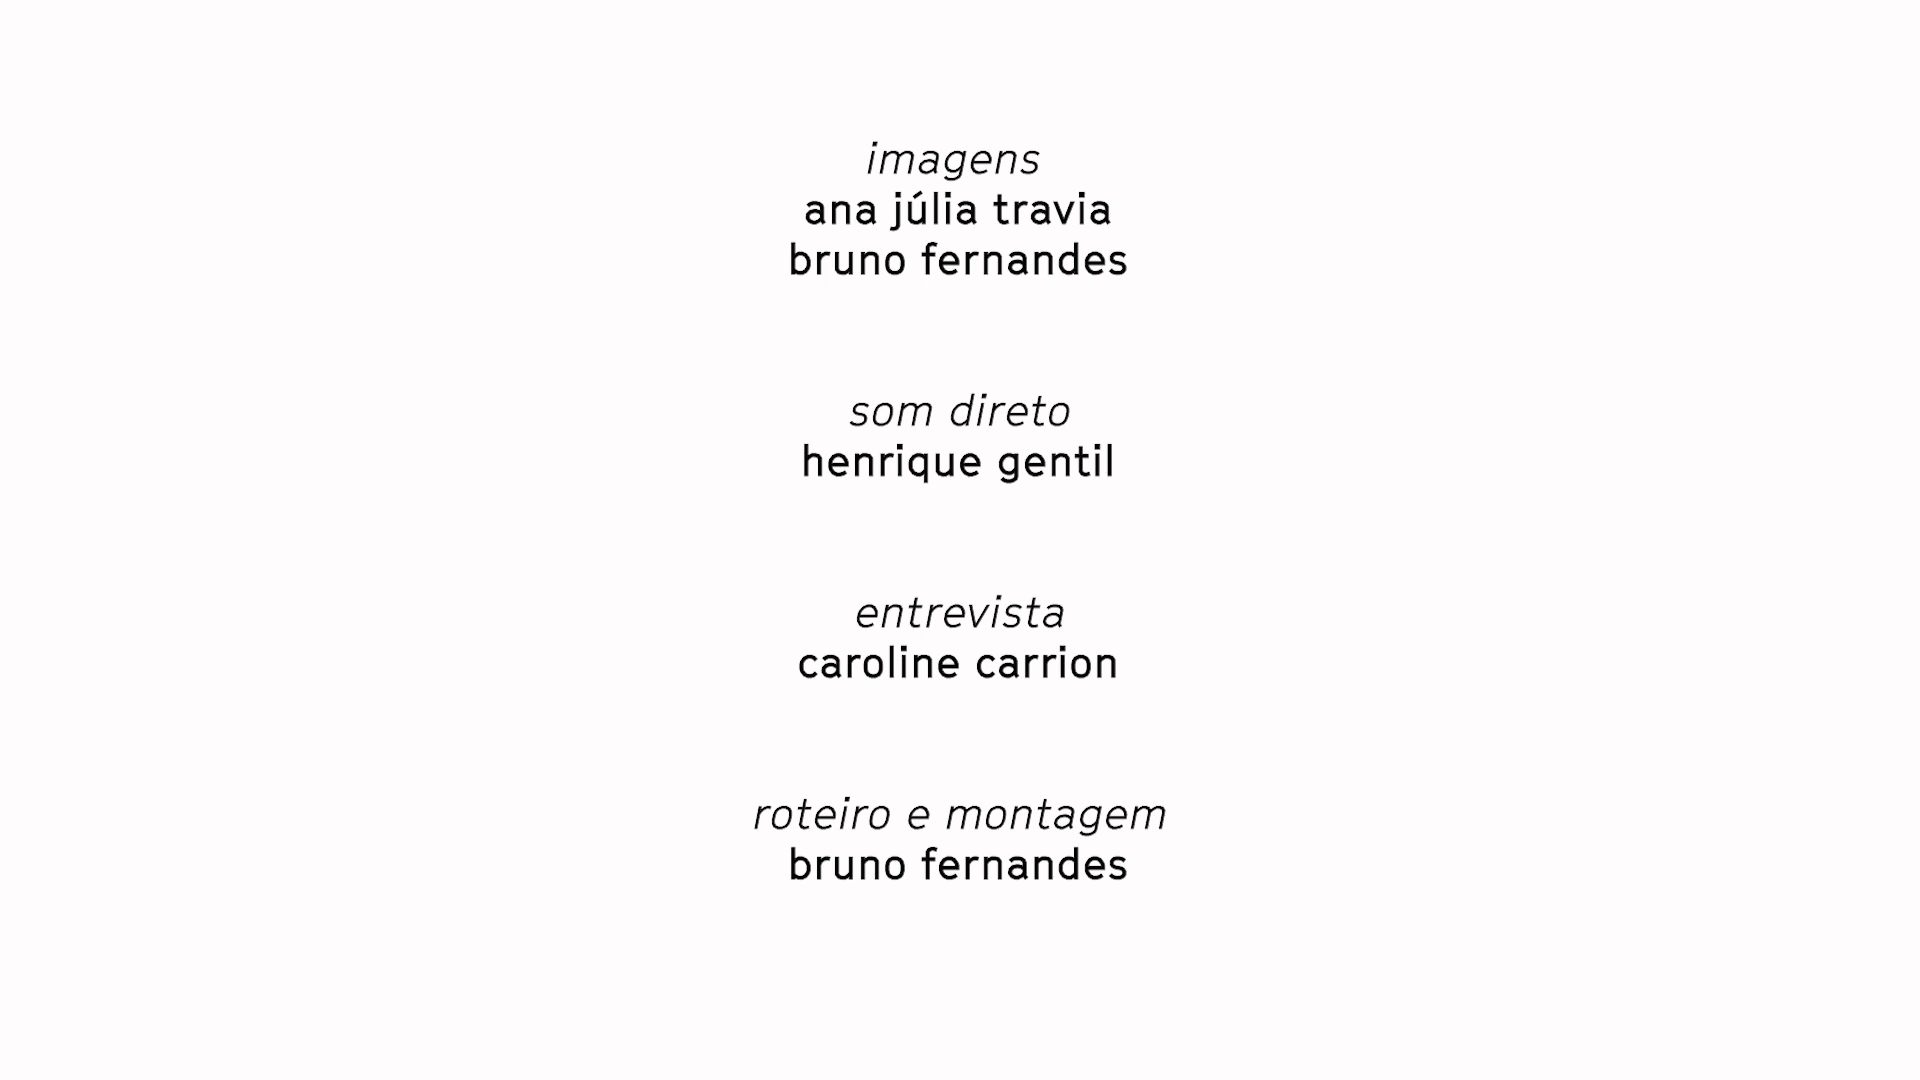 imagens
ana júlia travia
bruno fernandes
som direto
henrique gentil
entrevista
caroline carrion
roteiro e montagem
bruno fernandes